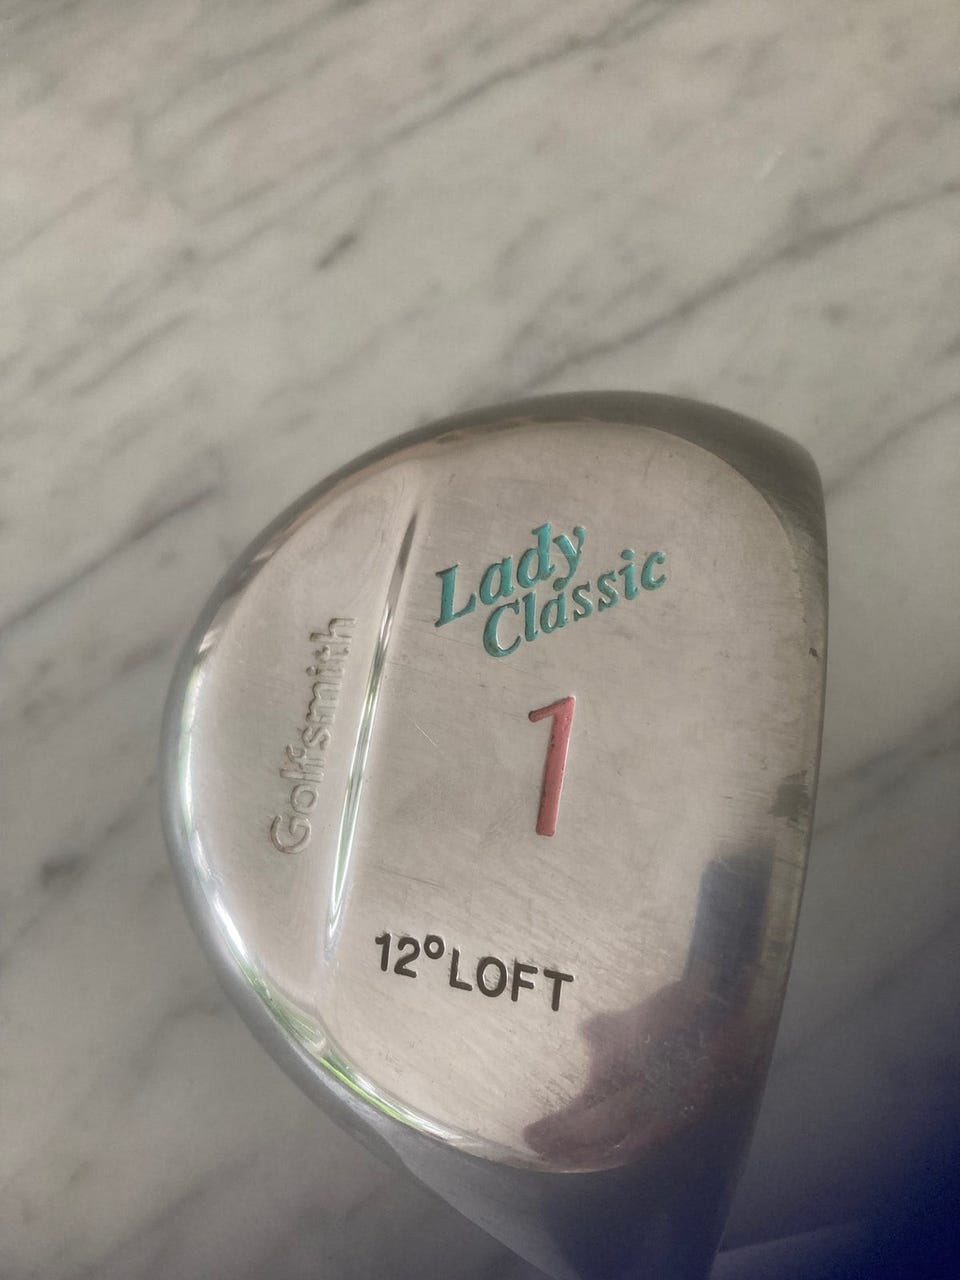 Lady
Classic
1
12° LOFT
Golfsmith